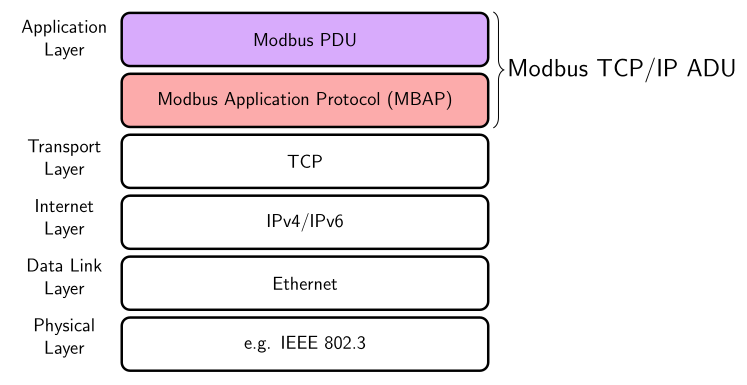 Application
Layer
Modbus PDU
Modbus TCP/IP ADU
Modbus Application Protocol (MBAP)
Transport
Layer
TCP
Internet
Layer
IPv4/IPv6
Data Link
Layer
Ethernet
Physical
Layer
e.g. IEEE 802.3